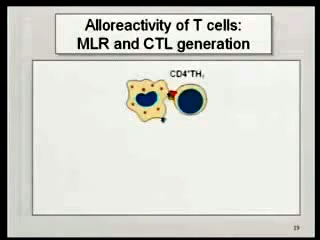 Alloreactivity of T cells:
MLR and CTL generation
CD4⁺TH₁
19